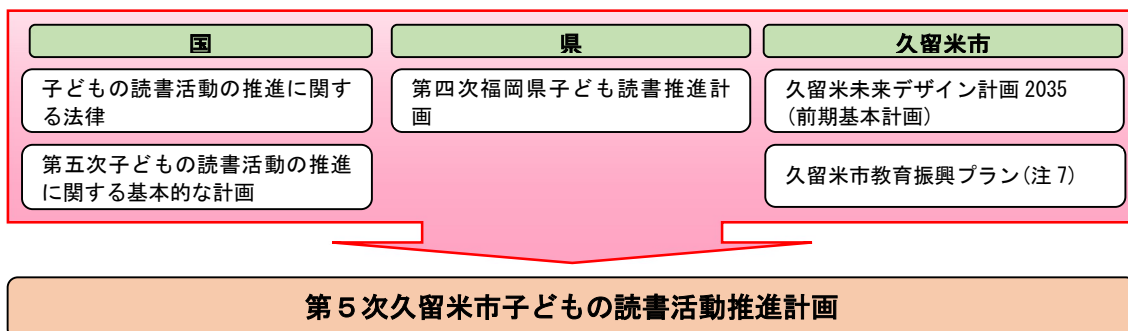 国
子どもの読書活動の推進に関す
る法律
第五次子どもの読書活動の推進
に関する基本的な計画
県
第四次福岡県子ども読書推進計
画
久留米市
久留米未来デザイン計画 2035
(前期基本計画)
久留米市教育振興プラン(注 7)
第5次久留米市子どもの読書活動推進計画